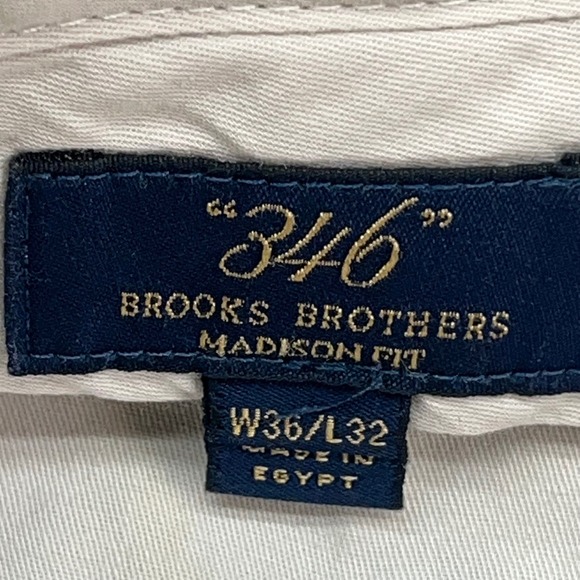 “346”
BROOKS BROTHERS
MADISON FIT
W36/L32
MADE IN
EGYPT